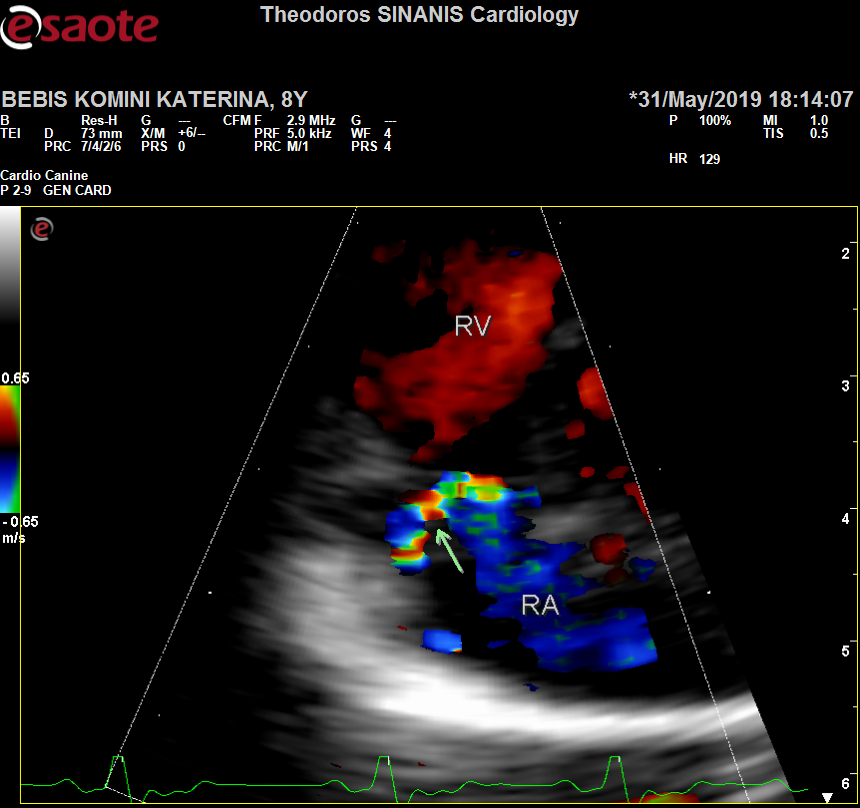 esaote
Theodoros SINANIS Cardiology
BEBIS KOMINI KATERINA, 8Y
*31/May/2019 18:14:07
B Res-H G --- CFM F 2.9 MHz G --- P 100% MI 1.0
TEI D 73 mm X/M +6/-- PRF 5.0 kHz WF 4 TIS 0.5
PRC 7/4/2/6 PRS 0 PRC M/1 PRS 4
HR 129
Cardio Canine
P 2-9 GEN CARD
e
2
RV
0.65
3
4
-0.65
m/s
RA
5
6